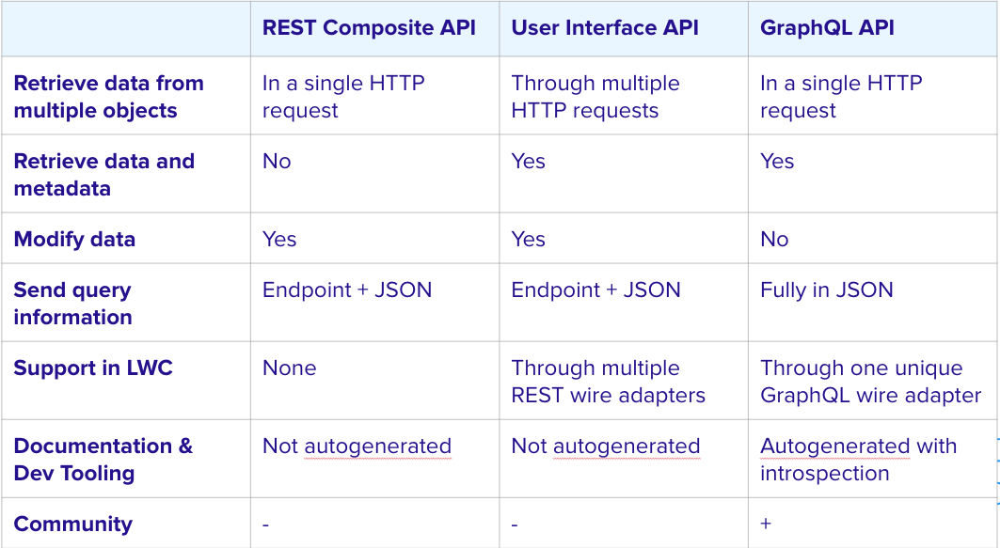 REST Composite API User Interface API GraphQL API
Retrieve data from In a single HTTP Through multiple In a single HTTP
multiple objects request HTTP requests request
Retrieve data and No Yes Yes
metadata
Modify data Yes Yes No
Send query Endpoint + JSON Endpoint + JSON Fully in JSON
information
Support in LWC None Through multiple Through one unique
REST wire adapters GraphQL wire adapter
Documentation & Not autogenerated Not autogenerated Autogenerated with
Dev Tooling introspection
Community - - +